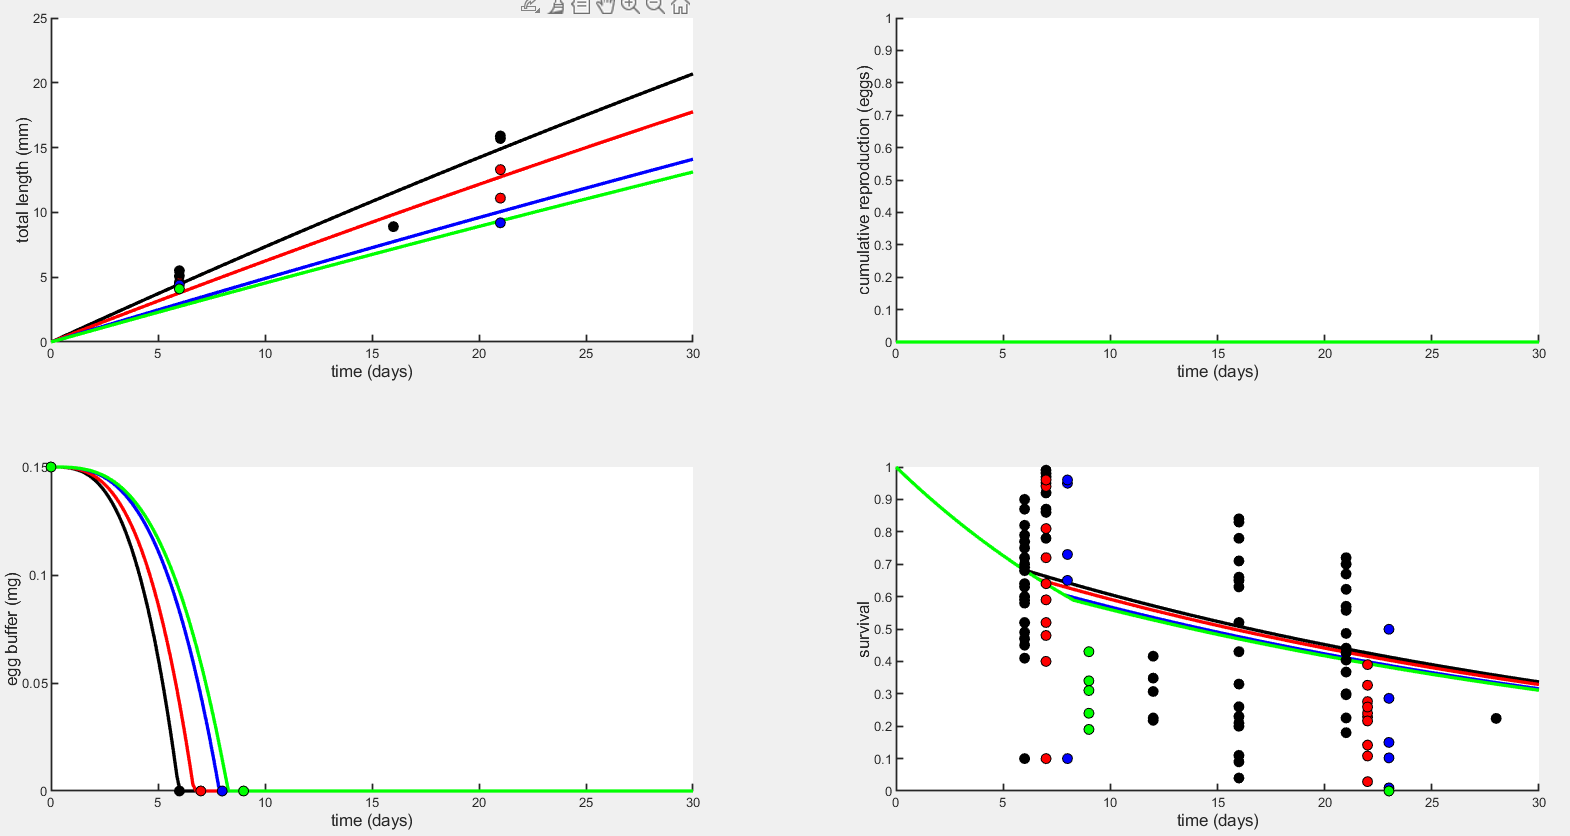 25
20
15
10
5
0
0 5 10 15 20 25 30
total length (mm)
time (days)
1
0.9
0.8
0.7
0.6
0.5
0.4
0.3
0.2
0.1
0
0 5 10 15 20 25 30
cumulative reproduction (eggs)
time (days)
0.15
0.1
0.05
0
0 5 10 15 20 25 30
egg buffer (mg)
time (days)
1
0.9
0.8
0.7
0.6
0.5
0.4
0.3
0.2
0.1
0
0 5 10 15 20 25 30
survival
time (days)